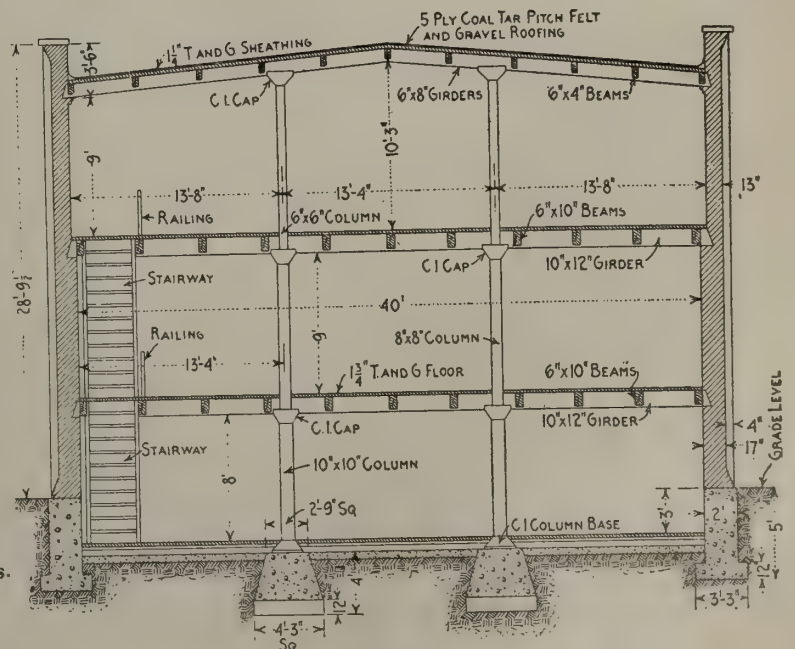 5 PLY COAL TAR PITCH FELT
AND GRAVEL ROOFING
1¼" T AND G SHEATHING
3'-6"
C.I. CAP
6"x8" GIRDERS
6"x4" BEAMS
9'
10'-3"
13'-8"
13'-4"
13'-8"
13"
RAILING
6"x6" COLUMN
6"x10" BEAMS
STAIRWAY
C I CAP
10"x12" GIRDER
28'-9½"
40'
RAILING
9'
8"x8" COLUMN
13'-4"
1¾" T. AND G FLOOR
6"x10" BEAMS
10"x12" GIRDER
C.I. CAP
4"
GRADE LEVEL
STAIRWAY
8'
10"x10" COLUMN
17"
2'-9" SQ
C I COLUMN BASE
3'
2'
5'
S.
4'
12"
12"
4'-3"
SQ
3'-3"